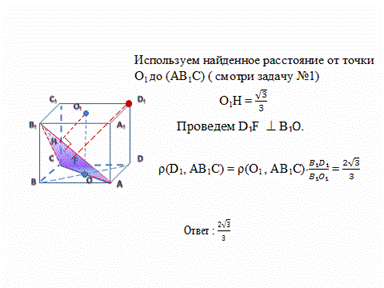 Используем найденное расстояние от точки
O₁ до (AB₁C) ( смотри задачу №1)
O₁H = √3/3
Проведем D₁F ⊥ B₁O.
ρ(D₁, AB₁C) = ρ(O₁, AB₁C)·B₁D₁/B₁O₁ = 2√3/3
Ответ : 2√3/3
C₁
O₁
D₁
B₁
A₁
H
F
C
D
B
O
A